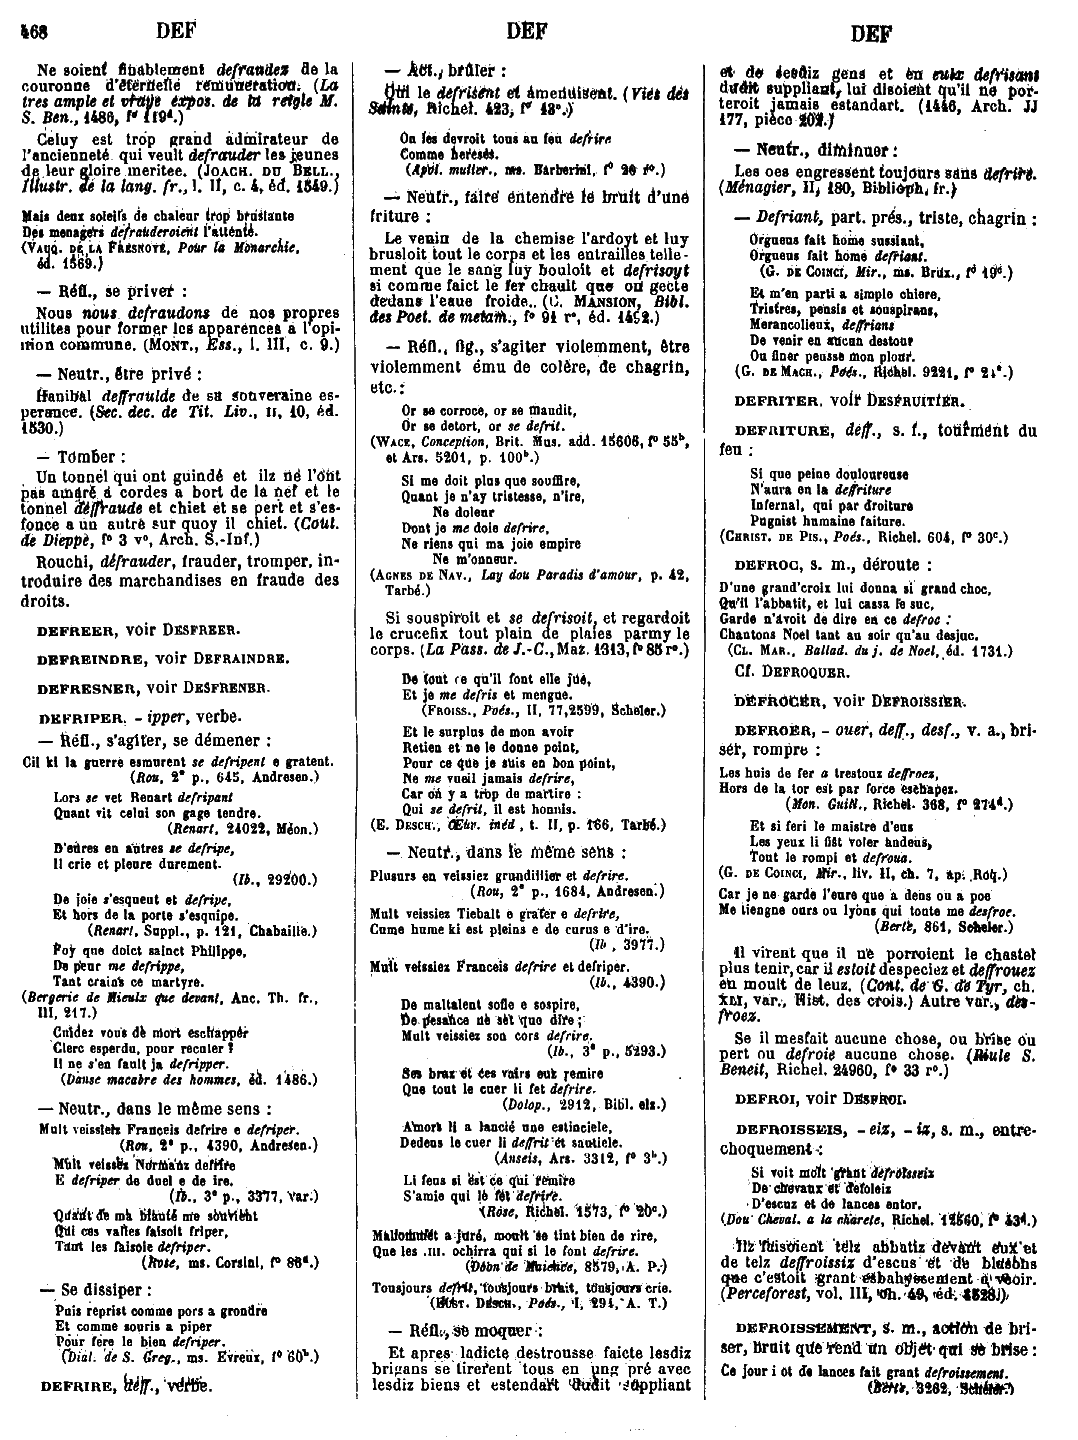 468 DEF DEF DEF
Ne soient finablement defraudez de la
couronne d'eternelle remuneration. (La
tres ample et vraye expos. de la reigle M.
S. Ben., 1486, f° 119ᵈ.)
Celuy est trop grand admirateur de
l'ancienneté qui veult defrauder les jeunes
de leur gloire meritee. (JOACH. DU BELL.,
Illustr. de la lang. fr., l. II, c. 4, éd. 1549.)
Mais deux soleils de chaleur trop bruslante
Des menagers defrauderoient l'attente.
(VAUQ. DE LA FRESNOYE, Pour la Monarchie,
éd. 1569.)
— Réfl., se priver :
Nous nous defraudons de nos propres
utilites pour former les apparences a l'opi-
nion commune. (MONT., Ess., l. III, c. 9.)
— Neutr., être privé :
Hanibal deffraulde de sa souveraine es-
perance. (Sec. dec. de Tit. Liv., II, 10, éd.
1530.)
— Tomber :
Un tonnel qui ont guindé et ilz ne l'ont
pas amaré a cordes a bort de la nef et le
tonnel deffraude et chiet et se pert et s'es-
fonce a un autre sur quoy il chiet. (Cout.
de Dieppe, f° 3 v°, Arch. S.-Inf.)
Rouchi, défrauder, frauder, tromper, in-
troduire des marchandises en fraude des
droits.
DEFREER, voir DESFREER.
DEFREINDRE, voir DEFRAINDRE.
DEFRESNER, voir DESFRENER.
DEFRIPER, - ipper, verbe.
— Réfl., s'agiter, se démener :
Cil ki la guerre esmurent se defripent e gratent.
(Rou, 2ᵉ p., 645, Andresen.)
Lors se vet Renart defripant
Quant vit celui son gage tendre.
(Renart, 24022, Méon.)
D'eures en autres se defripe,
Il crie et pleure durement.
(Ib., 29200.)
De joie s'esqueut et defripe,
Et hors de la porte s'esquipe.
(Renart, Suppl., p. 121, Chabaille.)
Poy que doict sainct Philippe,
De peur me defrippe,
Tant crains ce martyre.
(Bergerie de Mieulx que devant, Anc. Th. fr.,
III, 217.)
Cuidez vous de mort eschapper
Clerc esperdu, pour reculer ?
Il ne s'en fault ja defripper.
(Danse macabre des hommes, éd. 1486.)
— Neutr., dans le même sens :
Mult veissiets Franceis defrire e defriper.
(Rou, 2ᵉ p., 4390, Andresen.)
Mult veissez Normanz defrire
E defriper de duel e de ire.
(Ib., 3ᵉ p., 3377, var.)
Quant de ma biauté me souvient
Qui ces valles faisoit friper,
Tant les faisoie defriper.
(Rose, ms. Corsini, f° 86ᵈ.)
— Se dissiper :
Puis reprist comme pors a grondre
Et comme souris a piper
Pour fere le bien defriper.
(Dial. de S. Greg., ms. Evreux, f° 60ᵇ.)
DEFRIRE, deff., verbe.
— Act., brûler :
Qui le defrisent et amenuisent. (Vies des
Saints, Richel. 423, f° 43ᵉ.)
On les devroit tous au feu defrire
Comme hereses.
(Apol. mulier., ms. Barberini, f° 26 r°.)
— Neutr., faire entendre le bruit d'une
friture :
Le venin de la chemise l'ardoyt et luy
brusloit tout le corps et les entrailles telle-
ment que le sang luy bouloit et defrisoyt
si comme faict le fer chault que on gecte
dedans l'eaue froide. (C. MANSION, Bibl.
des Poet. de metam., f° 91 r°, éd. 1492.)
— Réfl., fig., s'agiter violemment, être
violemment ému de colère, de chagrin,
etc.:
Or se corroce, or se maudit,
Or se detort, or se defrit.
(WACE, Conception, Brit. Mus. add. 15606, f° 55ᵇ,
et Ars. 5201, p. 100ᵇ.)
Si me doit plus que souffire,
Quant je n'ay tristesse, n'ire,
Ne doleur
Dont je me doie defrire,
Ne riens qui ma joie empire
Ne m'onneur.
(AGNES DE NAV., Lay dou Paradis d'amour, p. 42,
Tarbé.)
Si souspiroit et se defrisoit, et regardoit
le crucefix tout plain de plaies parmy le
corps. (La Pass. de J.-C., Maz. 1313, f° 85 r°.)
De tout ce qu'il font elle jue,
Et je me defris et mengue.
(FROISS., Poés., II, 77,2599, Scheler.)
Et le surplus de mon avoir
Retien et ne le donne point,
Pour ce que je suis en bon point,
Ne me vueil jamais defrire,
Car on y a trop de martire :
Qui se defrit, il est honnis.
(E. DESCH., Œuv. inéd., t. II, p. 166, Tarbé.)
— Neutr., dans le même sens :
Plusurs en veissiez grundillier et defrire.
(Rou, 2ᵉ p., 1684, Andresen.)
Mult veissiez Tiebalt e grater e defrire,
Cume hume ki est pleins e de curus e d'ire.
(Ib., 3977.)
Mult veissiez Franceis defrire et defriper.
(Ib., 4390.)
De maltalent sofle e sospire,
De pesance ne set que dire ;
Mult veissiez son cors defrire.
(Ib., 3ᵉ p., 5293.)
Ses braz et ces vairs eux remire
Que tout le cuer li fet defrire.
(Dolop., 2912, Bibl. elz.)
Amors li a lancié une estincele,
Dedens le cuer li deffrit et sautiele.
(Anseis, Ars. 3312, f° 3ᵇ.)
Li feus si est ce qui remire
S'amie qui le fet defrire.
(Rose, Richel. 1573, f° 20ᶜ.)
Mahommet a juré, moult se tint bien de rire,
Que les .III. ochirra qui si le font defrire.
(Doon de Maience, 8579, A. P.)
Tousjours defrit, tousjours brait, tousjours crie.
(EUST. DESCH., Poés., I, 294, A. T.)
— Réfl., se moquer :
Et apres ladicte destrousse faicte lesdiz
brigans se tirerent tous en ung pré avec
lesdiz biens et estendart dudit suppliant
et de sesdiz gens et en eulx defrisant
dudit suppliant, lui disoient qu'il ne por-
teroit jamais estandart. (1446, Arch. JJ
177, pièce 202.)
— Neutr., diminuer :
Les oes engressent toujours sans defrire.
(Ménagier, II, 180, Biblioph. fr.)
— Defriant, part. prés., triste, chagrin :
Orguens fait home sussiant,
Orguens fait home defriant.
(G. DE COINCI, Mir., ms. Brux., f° 19ᵈ.)
Et m'en parti a simple chiere,
Tristres, pensis et souspirans,
Merancolieux, deffrians
De venir en aucun destour
Ou finer peusse mon plour.
(G. DE MACH., Poés., Richel. 9221, f° 21ᵉ.)
DEFRITER, voir DESFRUITIER.
DEFRITURE, deff., s. f., tourment du
feu :
Si que peine douloureuse
N'aura en la deffriture
Infernal, qui par droiture
Pugnist humaine faiture.
(CHRIST. DE PIS., Poés., Richel. 604, f° 30ᶜ.)
DEFROC, s. m., déroute :
D'une grand'croix lui donna si grand choc,
Qu'il l'abbatit, et lui cassa le suc,
Garde n'avoit de dire en ce defroc :
Chantons Noel tant au soir qu'au desjuc.
(CL. MAR., Ballad. du j. de Noel, éd. 1731.)
Cf. DEFROQUER.
DEFROCER, voir DEFROISSIER.
DEFROER, - ouer, deff., desf., v. a., bri-
ser, rompre :
Les huis de fer a trestouz deffroez,
Hors de la tor est par force eschapez.
(Mon. Guill., Richel. 368, f° 274ᵈ.)
Et si feri le maistre d'eus
Les yeux li fist voler andeus,
Tout le rompi et defroua.
(G. DE COINCI, Mir., liv. II, ch. 7, ap. Roq.)
Car je ne garde l'eure que a dens ou a poe
Me tiengne ours ou lyons qui toute me desfroe.
(Berte, 861, Scheler.)
Il virent que il ne porroient le chastel
plus tenir, car il estoit despeciez et deffrouez
en moult de leuz. (Cont. de G. de Tyr, ch.
XLI, var., Hist. des crois.) Autre var., des-
froez.
Se il mesfait aucune chose, ou brise ou
pert ou defroie aucune chose. (Riule S.
Beneit, Richel. 24960, f° 33 r°.)
DEFROI, voir DESFROI.
DEFROISSEIS, - eiz, - iz, s. m., entre-
choquement :
Si voit molt grant defroisseiz
De chevaux et defoleiz
D'escuz et de lances entor.
(Dou Cheval. a la charete, Richel. 12560, f° 43ᵈ.)
Ilz faisoient telz abbatiz devant eux et
de telz deffroissiz d'escus et de blasons
que c'estoit grant esbahyssement a veoir.
(Perceforest, vol. III, ch. 49, éd. 1528.)
DEFROISSEMENT, s. m., action de bri-
ser, bruit que rend un objet qui se brise :
Ce jour i ot de lances fait grant defroissement.
(Berte, 3262, Scheler.)